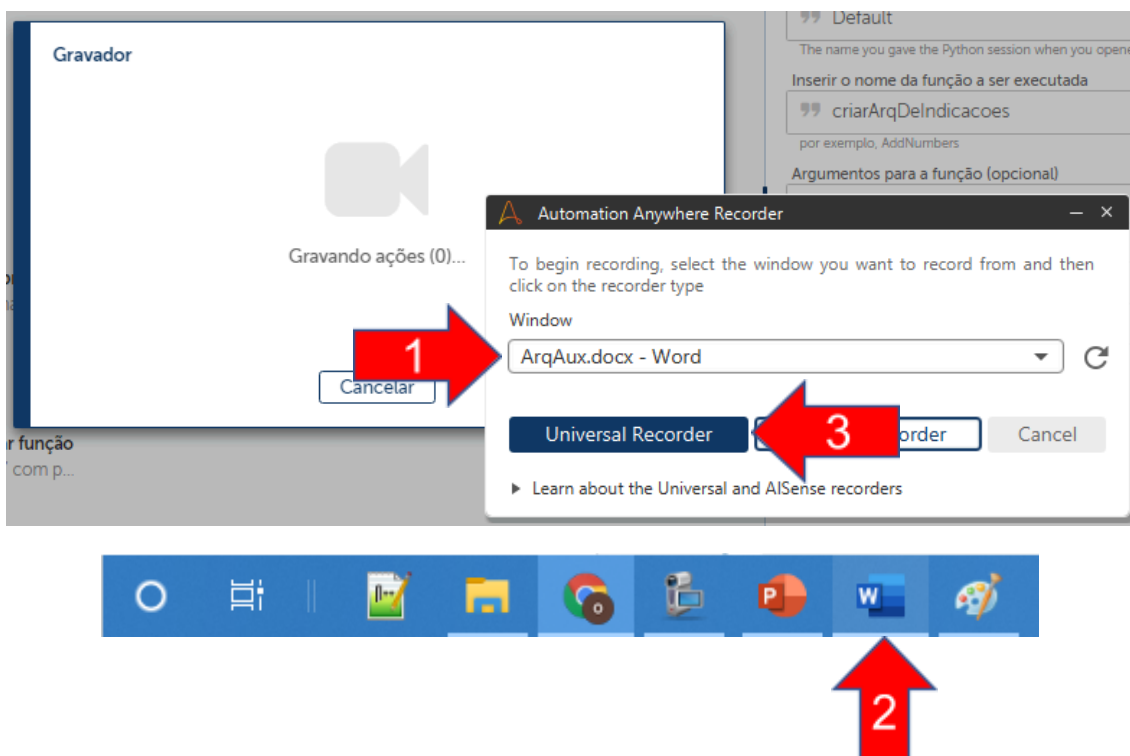 Gravador
Gravando ações (0)...
Cancelar
Default
The name you gave the Python session when you
Inserir o nome da função a ser executada
criarArqDeIndicacoes
por exemplo, AddNumbers
Argumentos para a função (opcional)
Automation Anywhere Recorder
To begin recording, select the window you want to record from and then
click on the recorder type
Window
1
ArqAux.docx - Word
Universal Recorder
3
Cancel
Learn about the Universal and AISense recorders
função
com p...
P
W
2